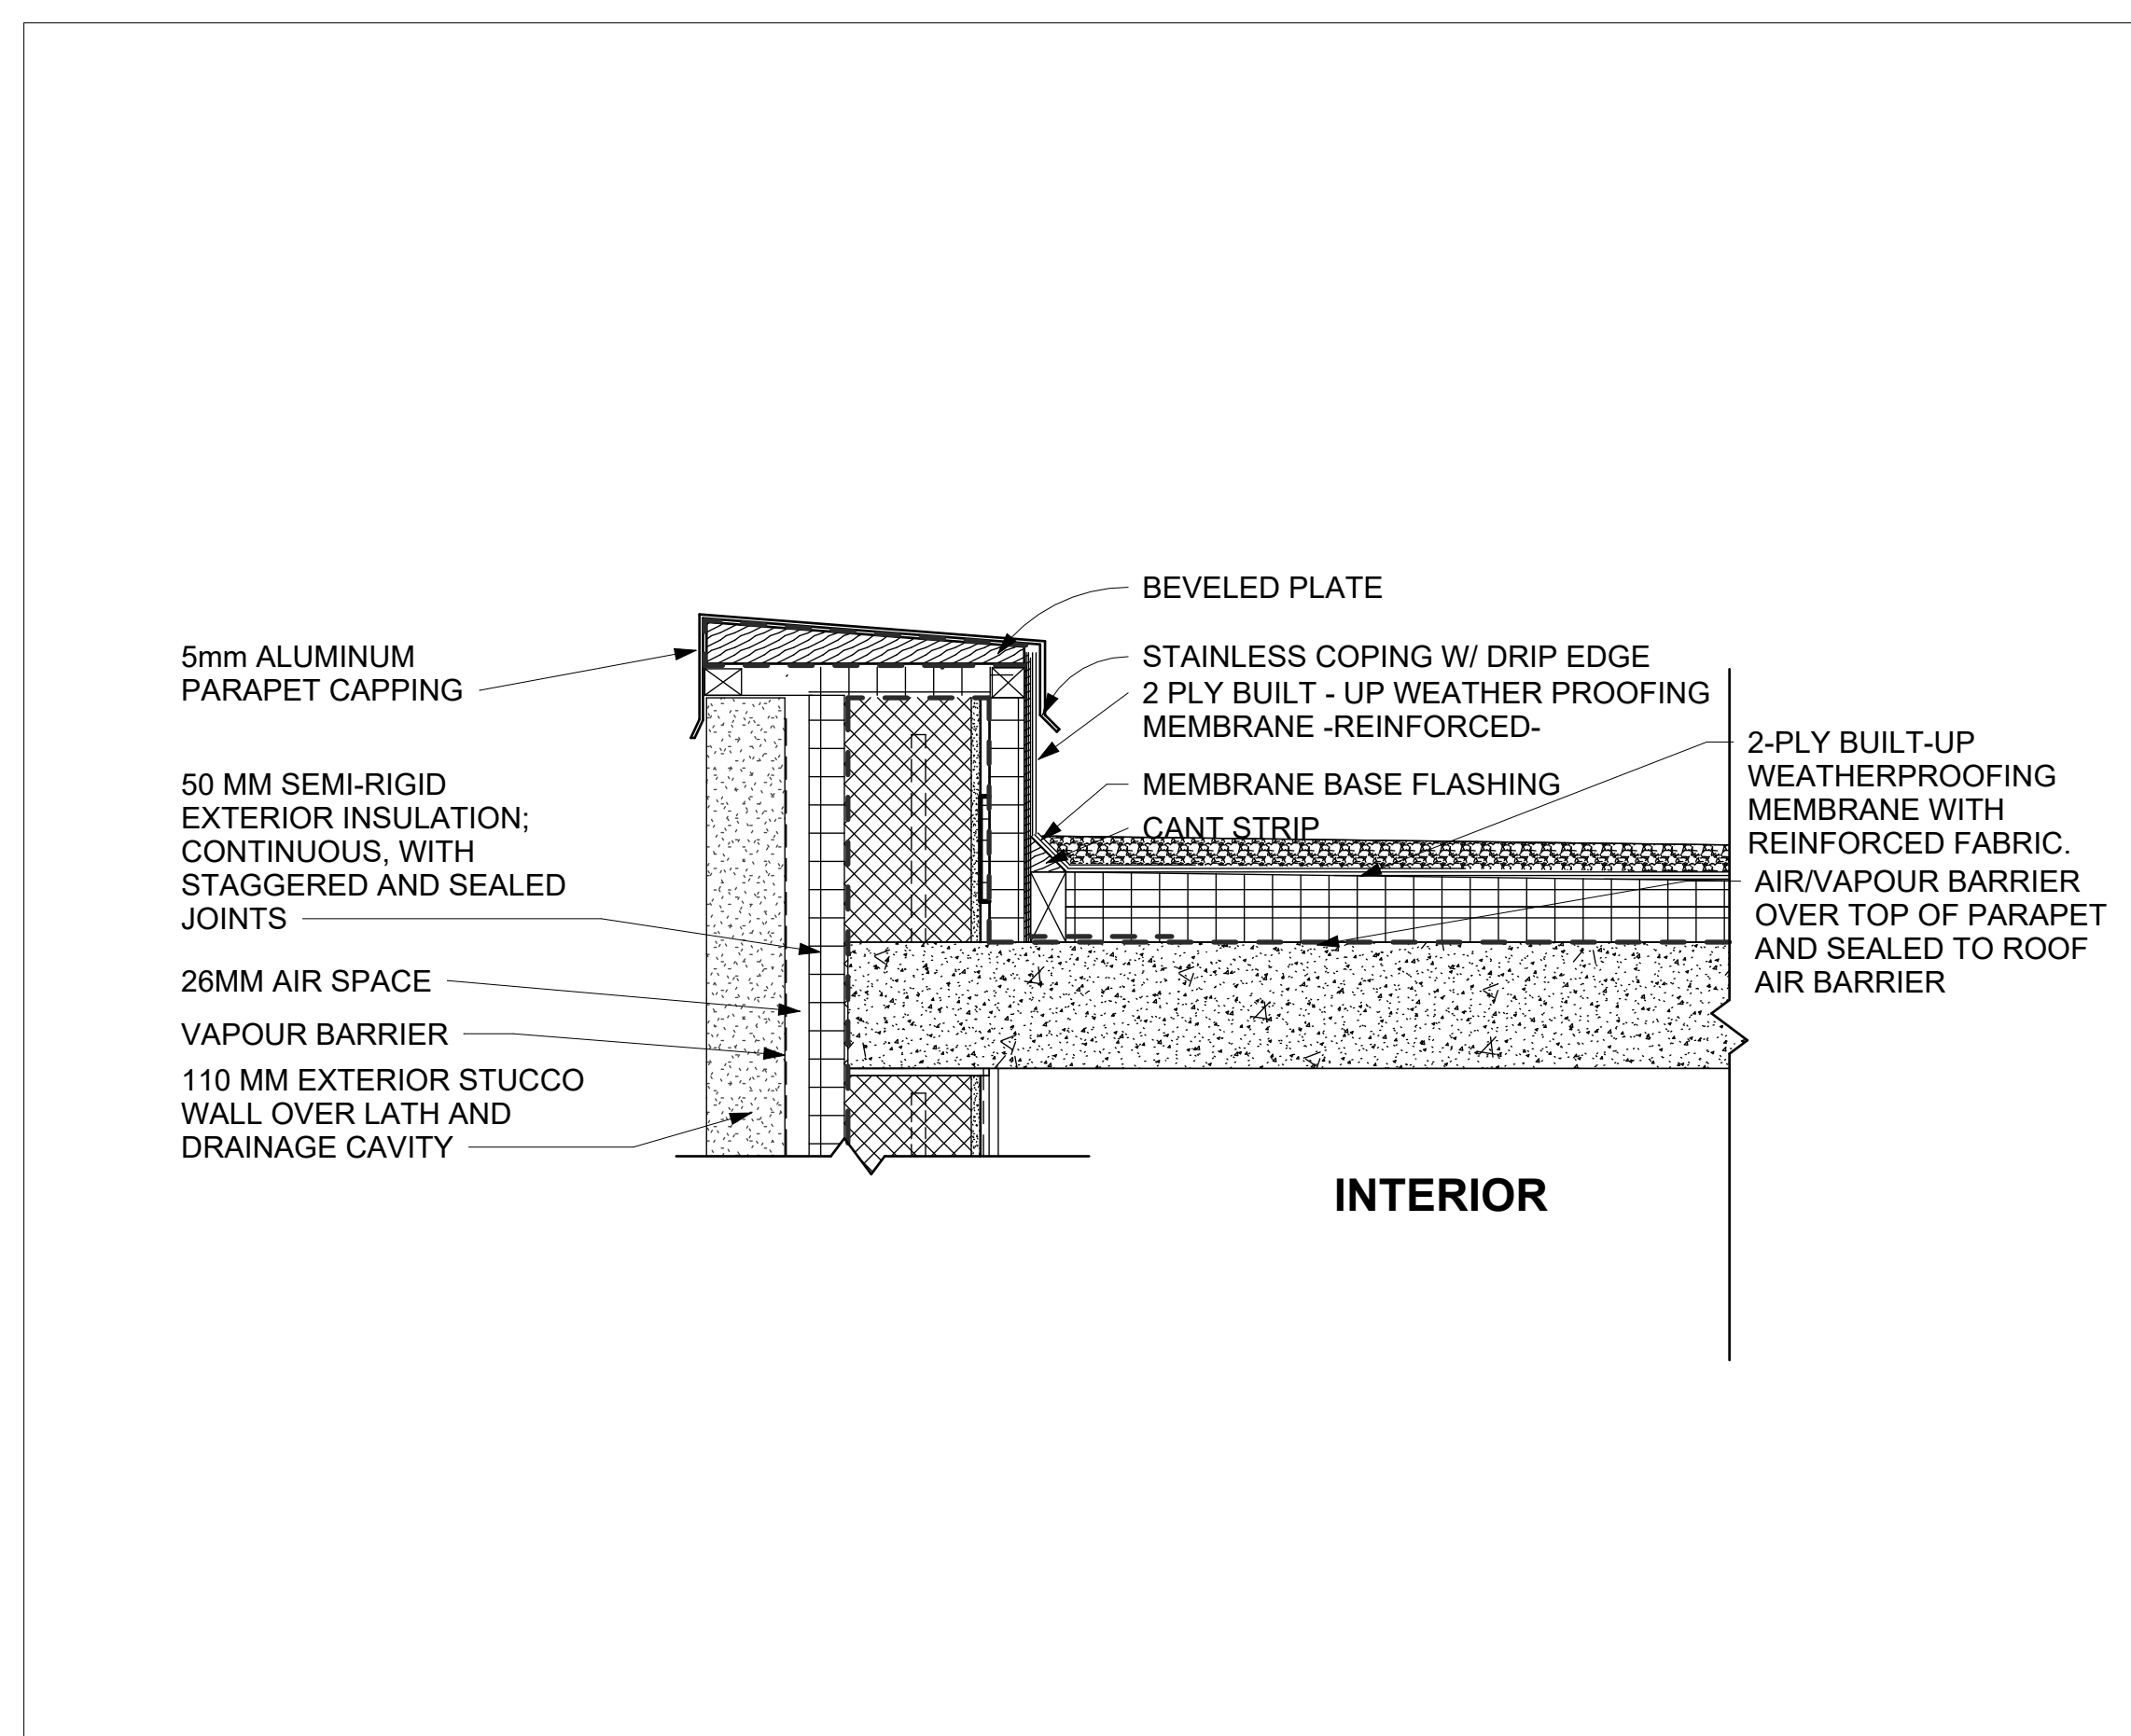 5mm ALUMINUM
PARAPET CAPPING
50 MM SEMI-RIGID
EXTERIOR INSULATION;
CONTINUOUS, WITH
STAGGERED AND SEALED
JOINTS
26MM AIR SPACE
VAPOUR BARRIER
110 MM EXTERIOR STUCCO
WALL OVER LATH AND
DRAINAGE CAVITY
BEVELED PLATE
STAINLESS COPING W/ DRIP EDGE
2 PLY BUILT - UP WEATHER PROOFING
MEMBRANE -REINFORCED-
MEMBRANE BASE FLASHING
CANT STRIP
2-PLY BUILT-UP
WEATHERPROOFING
MEMBRANE WITH
REINFORCED FABRIC.
AIR/VAPOUR BARRIER
OVER TOP OF PARAPET
AND SEALED TO ROOF
AIR BARRIER
INTERIOR